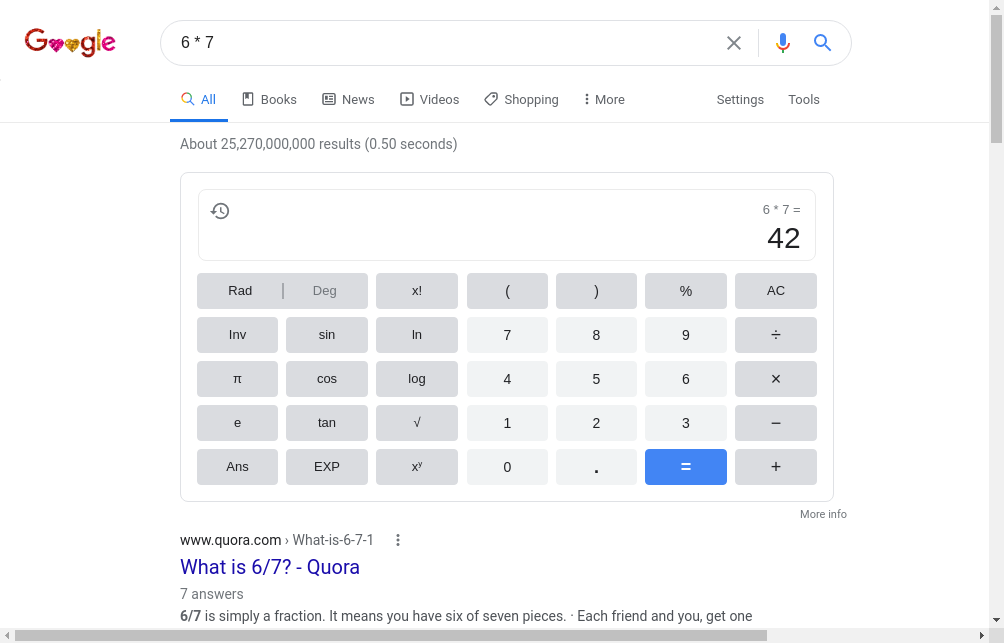 Google
6 * 7
All
Books
News
Videos
Shopping
More
Settings
Tools
About 25,270,000,000 results (0.50 seconds)
6 * 7 =
42
Rad | Deg x! ( ) % AC
Inv sin ln 7 8 9 ÷
π cos log 4 5 6 ×
e tan √ 1 2 3 −
Ans EXP xʸ 0 . = +
More info
www.quora.com › What-is-6-7-1
What is 6/7? - Quora
7 answers
6/7 is simply a fraction. It means you have six of seven pieces. · Each friend and you, get one